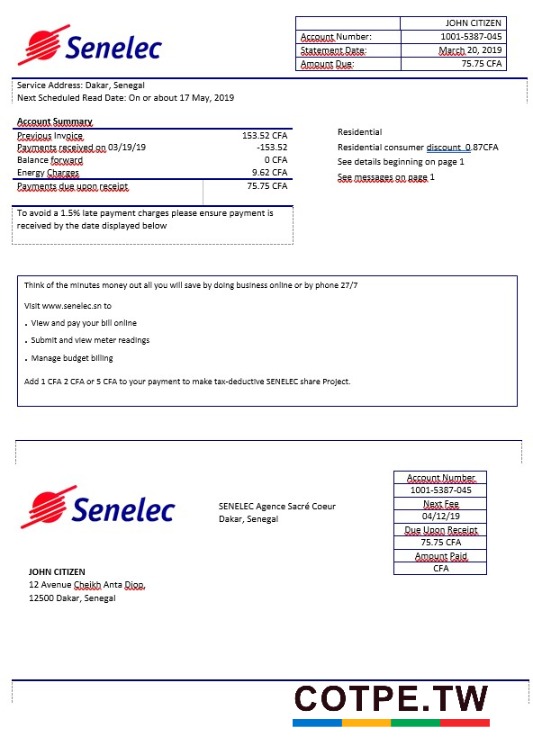 Senelec
JOHN CITIZEN
Account Number: 1001-5387-045
Statement Date: March 20, 2019
Amount Due: 75.75 CFA
Service Address: Dakar, Senegal
Next Scheduled Read Date: On or about 17 May, 2019
Account Summary
Previous Invoice 153.52 CFA
Payments received on 03/19/19 -153.52
Balance forward 0 CFA
Energy Charges 9.62 CFA
Payments due upon receipt 75.75 CFA
Residential
Residential consumer discount 0.87CFA
See details beginning on page 1
See messages on page 1
To avoid a 1.5% late payment charges please ensure payment is
received by the date displayed below
Think of the minutes money out all you will save by doing business online or by phone 27/7
Visit www.senelec.sn to
. View and pay your bill online
. Submit and view meter readings
. Manage budget billing
Add 1 CFA 2 CFA or 5 CFA to your payment to make tax-deductive SENELEC share Project.
Senelec
SENELEC Agence Sacré Coeur
Dakar, Senegal
Account Number
1001-5387-045
Next Fee
04/12/19
Due Upon Receipt
75.75 CFA
Amount Paid
CFA
JOHN CITIZEN
12 Avenue Cheikh Anta Diop,
12500 Dakar, Senegal
COTPE.TW